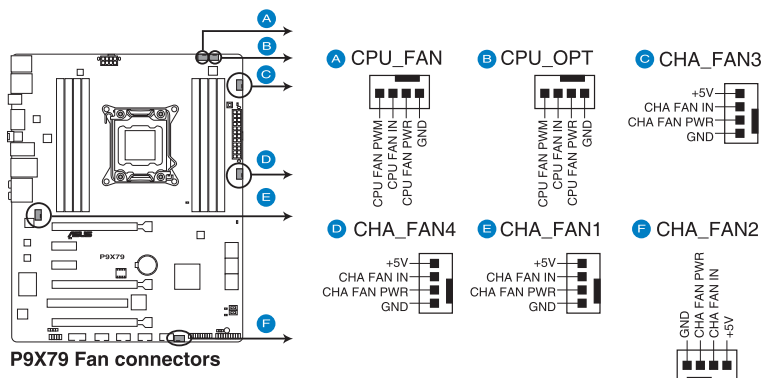 A
B
C
D
E
F
A CPU_FAN
CPU FAN PWM
CPU FAN IN
CPU FAN PWR
GND
B CPU_OPT
CPU FAN PWM
CPU FAN IN
CPU FAN PWR
GND
C CHA_FAN3
+5V
CHA FAN IN
CHA FAN PWR
GND
D CHA_FAN4
+5V
CHA FAN IN
CHA FAN PWR
GND
E CHA_FAN1
+5V
CHA FAN IN
CHA FAN PWR
GND
F CHA_FAN2
GND
CHA FAN PWR
CHA FAN IN
+5V
ASUS
P9X79
P9X79 Fan connectors